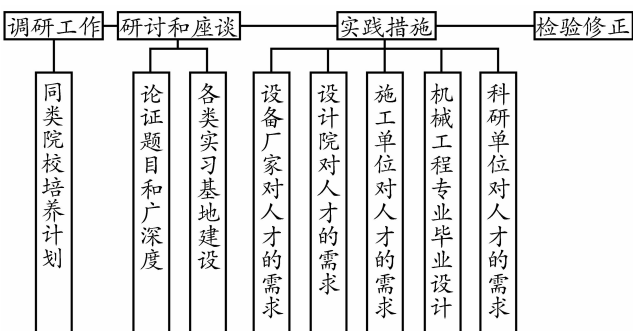 调研工作
研讨和座谈
实践措施
检验修正
同类院校培养计划
论证题目和广深度
各类实习基地建设
设备厂家对人才的需求
设计院对人才的需求
施工单位对人才的需求
机械工程专业毕业设计
科研单位对人才的需求